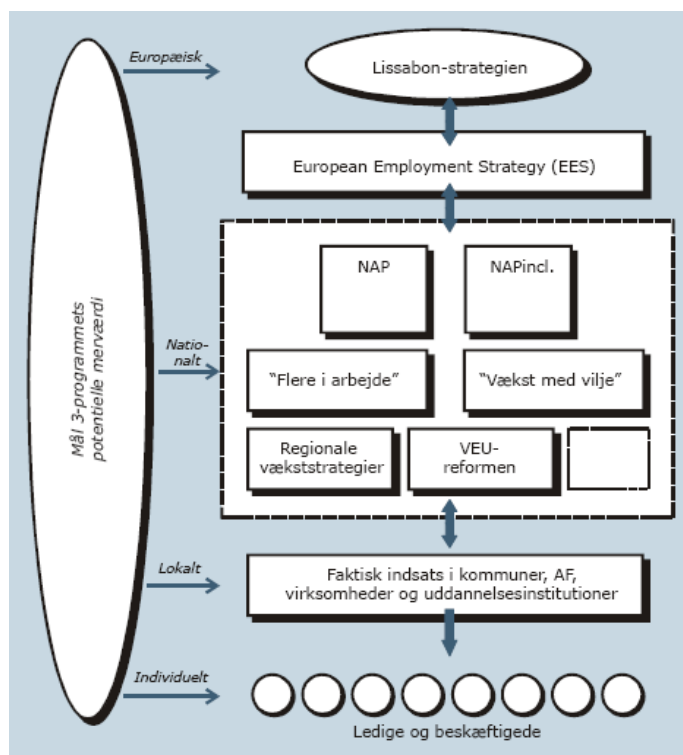 Europæisk
Lissabon-strategien
European Employment Strategy (EES)
Mål 3-programmets
potentielle merværdi
Natio-
nalt
NAP
NAPincl.
“Flere i arbejde”
“Vækst med vilje”
Regionale
vækststrategier
VEU-
reformen
Lokalt
Faktisk indsats i kommuner, AF,
virksomheder og uddannelsesinstitutioner
Individuelt
Ledige og beskæftigede